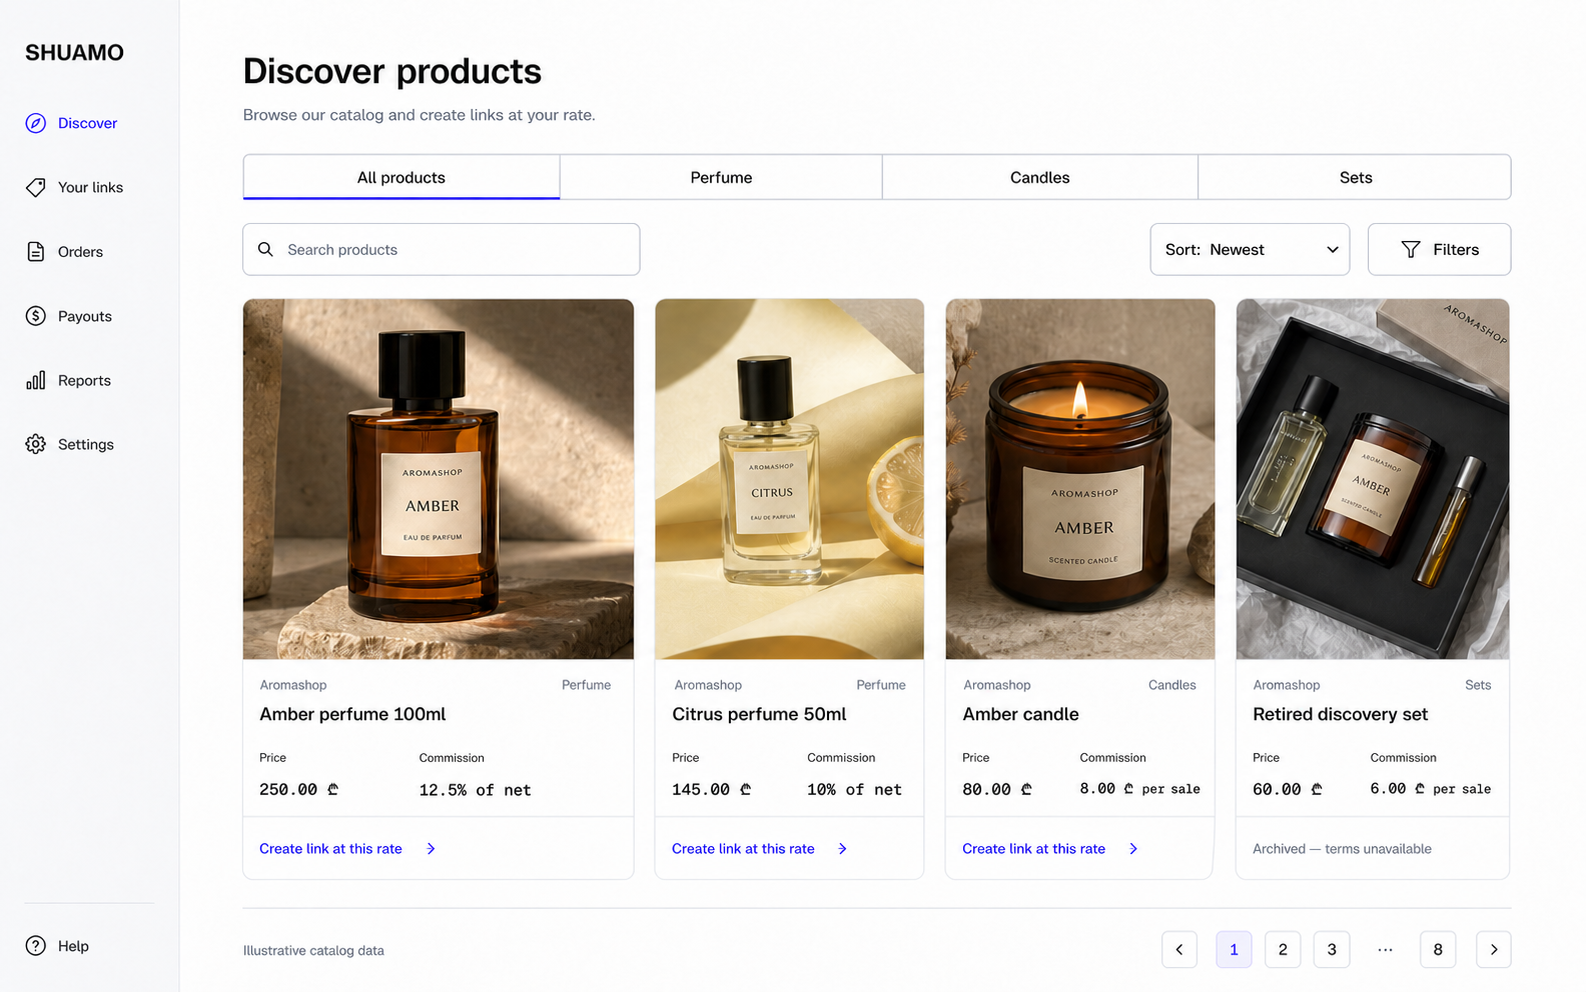 SHUAMO
Discover
Your links
Orders
Payouts
Reports
Settings
Help
Discover products
Browse our catalog and create links at your rate.
All products
Perfume
Candles
Sets
Search products
Sort: Newest
Filters
AROMASHOP
AMBER
EAU DE PARFUM
Aromashop
Perfume
Amber perfume 100ml
Price
Commission
250.00 ₾
12.5% of net
Create link at this rate
AROMASHOP
CITRUS
EAU DE PARFUM
Aromashop
Perfume
Citrus perfume 50ml
Price
Commission
145.00 ₾
10% of net
Create link at this rate
AROMASHOP
AMBER
SCENTED CANDLE
Aromashop
Candles
Amber candle
Price
Commission
80.00 ₾
8.00 ₾ per sale
Create link at this rate
AROMASHOP
AROMASHOP
AMBER
SCENTED CANDLE
Aromashop
Sets
Retired discovery set
Price
Commission
60.00 ₾
6.00 ₾ per sale
Archived — terms unavailable
Illustrative catalog data
1
2
3
...
8